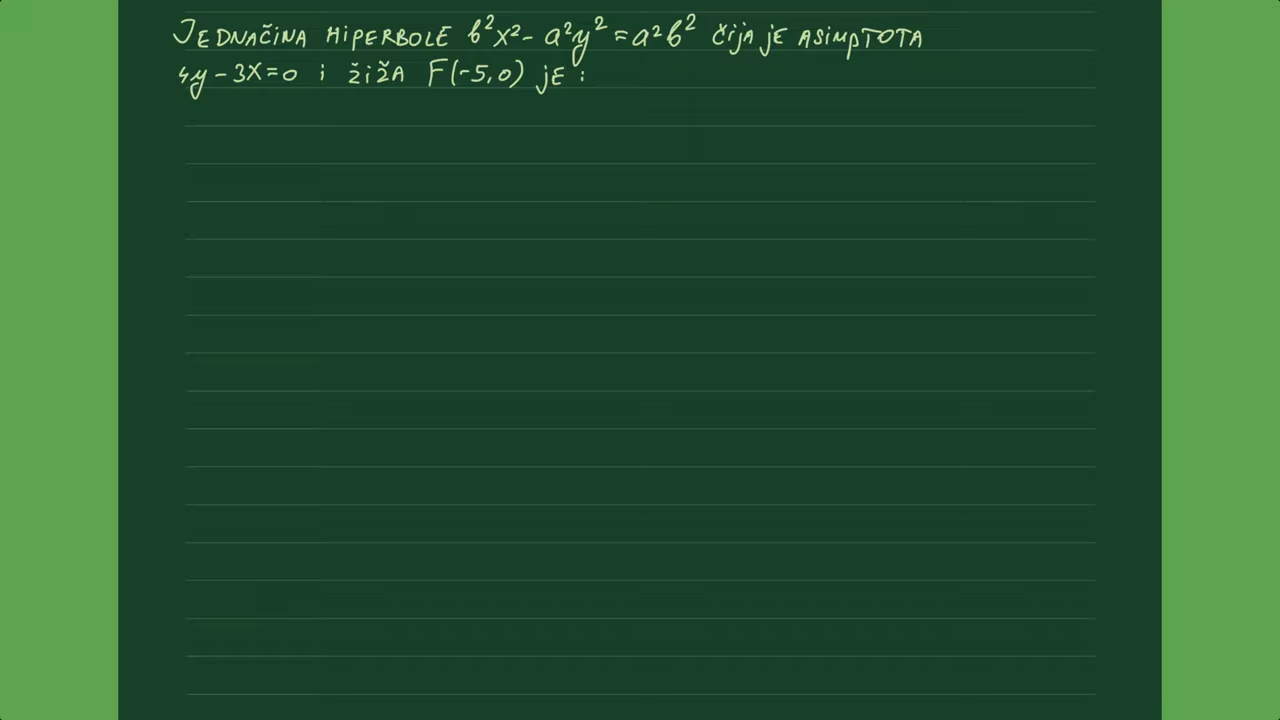 JEDNAČINA HIPERBOLE b²x² - a²y² = a²b² čijA jE ASIMPTOTA
4y - 3X = 0 i žižA F(-5,0) jE :